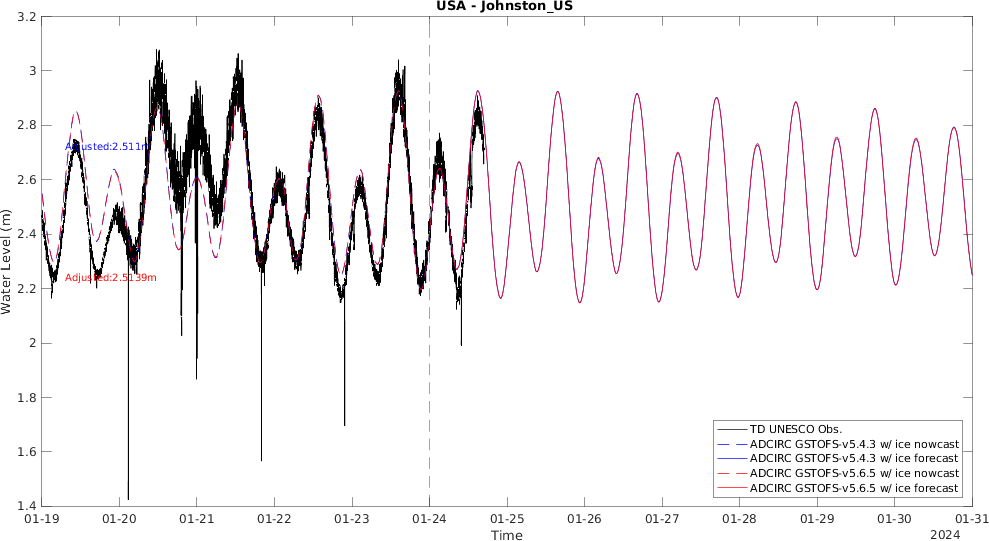 USA - Johnston_US
3.2
3
2.8
2.6
2.4
2.2
2
1.8
1.6
1.4
Water Level (m)
Adjusted:2.511m
Adjusted:2.5139m
TD UNESCO Obs.
ADCIRC GSTOFS-v5.4.3 w/ ice nowcast
ADCIRC GSTOFS-v5.4.3 w/ ice forecast
ADCIRC GSTOFS-v5.6.5 w/ ice nowcast
ADCIRC GSTOFS-v5.6.5 w/ ice forecast
01-19 01-20 01-21 01-22 01-23 01-24 01-25 01-26 01-27 01-28 01-29 01-30 01-31
Time
2024